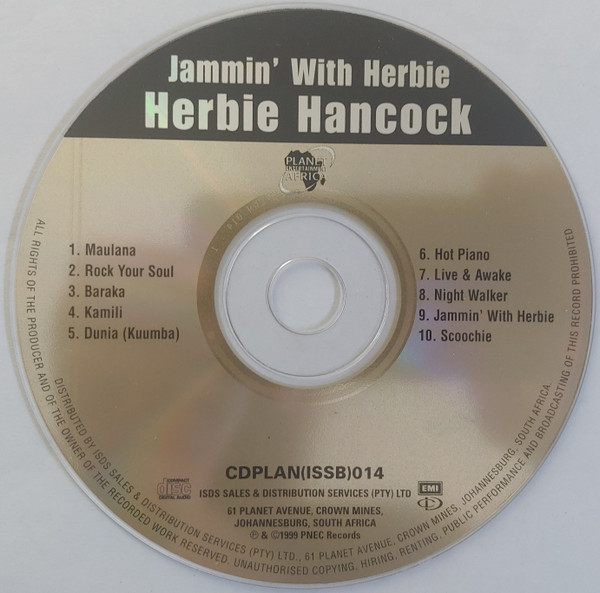 Jammin' With Herbie
Herbie Hancock
PLANET
ENTERTAINMENT
AFRICA
1. Maulana
2. Rock Your Soul
3. Baraka
4. Kamili
5. Dunia (Kuumba)
6. Hot Piano
7. Live & Awake
8. Night Walker
9. Jammin' With Herbie
10. Scoochie
CDPLAN(ISSB)014
COMPACT
disc
DIGITAL AUDIO
ISDS SALES & DISTRIBUTION SERVICES (PTY) LTD
EMI
61 PLANET AVENUE, CROWN MINES,
JOHANNESBURG, SOUTH AFRICA
℗ & ©1999 PNEC Records
ALL RIGHTS OF THE PRODUCER AND OF THE OWNER OF THE RECORDED WORK RESERVED. UNAUTHORISED COPYING, HIRING, RENTING, PUBLIC PERFORMANCE AND BROADCASTING OF THIS RECORD PROHIBITED
DISTRIBUTED BY ISDS SALES & DISTRIBUTION SERVICES (PTY) LTD., 61 PLANET AVENUE, CROWN MINES, JOHANNESBURG, SOUTH AFRICA.